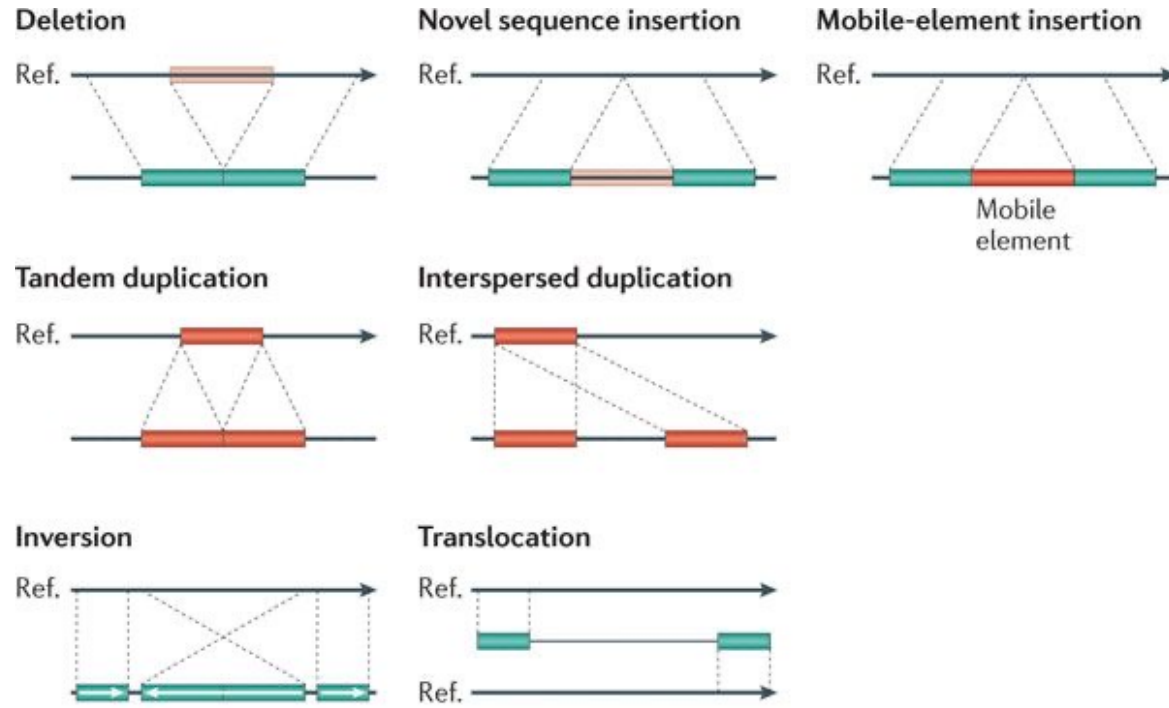 Deletion
Novel sequence insertion
Mobile-element insertion
Ref.
Ref.
Ref.
Mobile
element
Tandem duplication
Interspersed duplication
Ref.
Ref.
Inversion
Translocation
Ref.
Ref.
Ref.